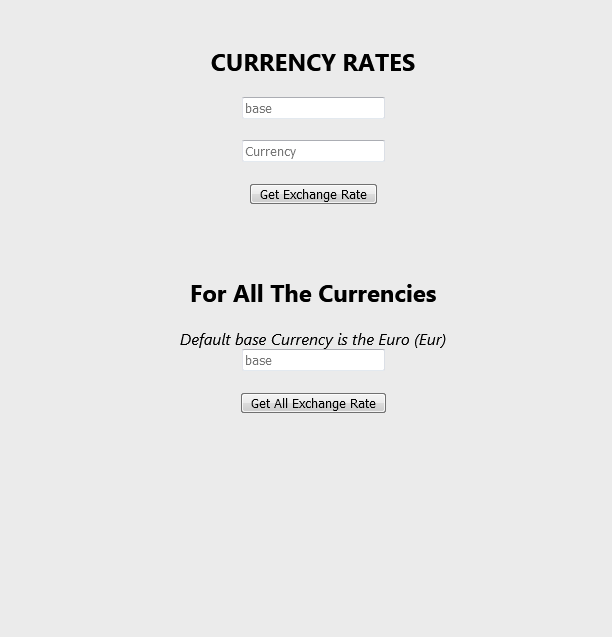 CURRENCY RATES
base
Currency
Get Exchange Rate
For All The Currencies
Default base Currency is the Euro (Eur)
base
Get All Exchange Rate